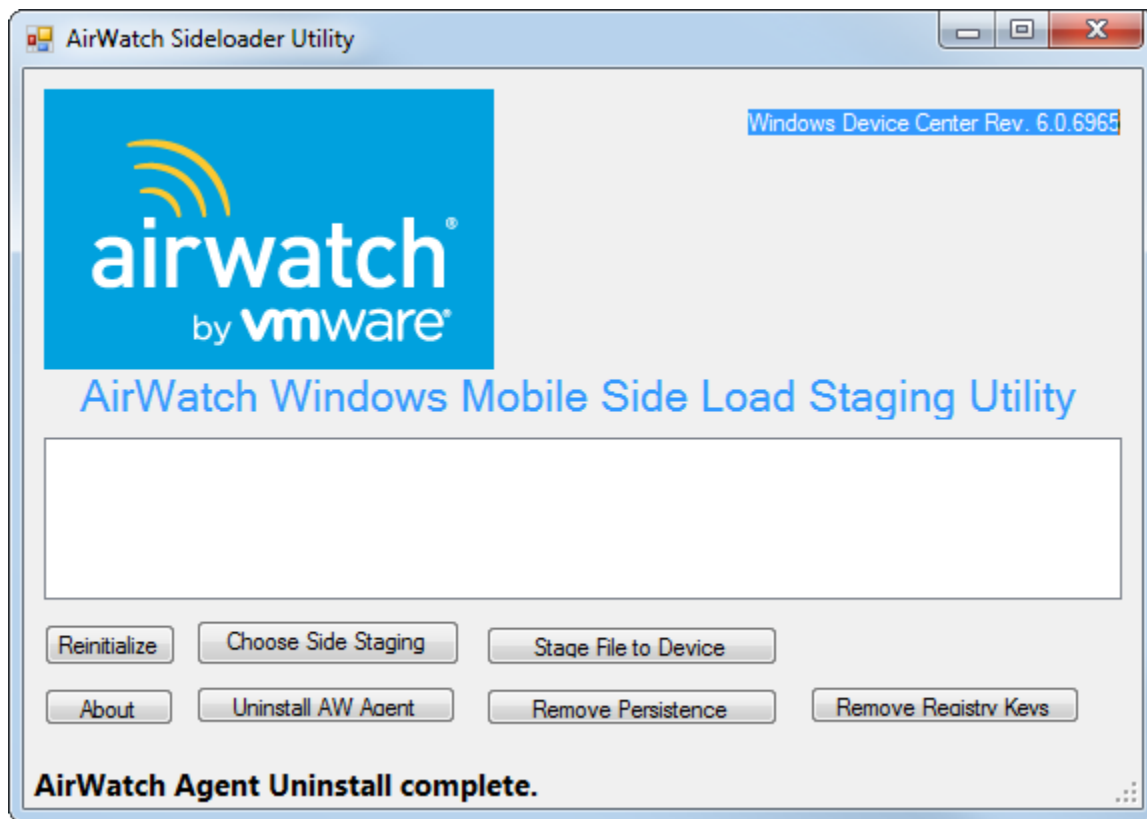 AirWatch Sideloader Utility
Windows Device Center Rev. 6.0.6965
airwatch®
by vmware®
AirWatch Windows Mobile Side Load Staging Utility
Reinitialize
Choose Side Staging
Stage File to Device
About
Uninstall AW Agent
Remove Persistence
Remove Registry Keys
AirWatch Agent Uninstall complete.